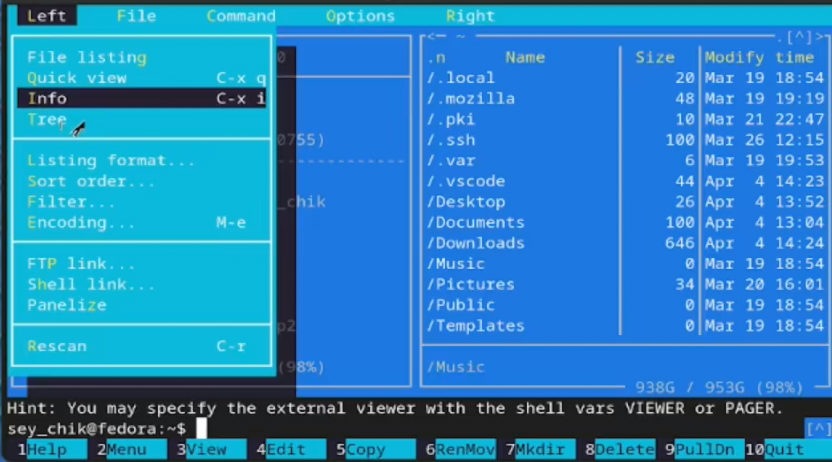 Left File Command Options Right
File listing
Quick view C-x q
Info C-x i
Tree
Listing format...
Sort order...
Filter...
Encoding... M-e
FTP link...
Shell link...
Panelize
Rescan C-r
0
0755)
_chik
p2
(98%)
<─ ~ .[^]>
.n Name Size Modify time
/.local 20 Mar 19 18:54
/.mozilla 48 Mar 19 19:19
/.pki 10 Mar 21 22:47
/.ssh 100 Mar 26 12:15
/.var 6 Mar 19 19:53
/.vscode 44 Apr 4 14:23
/Desktop 26 Apr 4 13:52
/Documents 100 Apr 4 13:04
/Downloads 646 Apr 4 14:24
/Music 0 Mar 19 18:54
/Pictures 34 Mar 20 16:01
/Public 0 Mar 19 18:54
/Templates 0 Mar 19 18:54
/Music
938G / 953G (98%)
Hint: You may specify the external viewer with the shell vars VIEWER or PAGER.
sey_chik@fedora:~$ [^]
1Help 2Menu 3View 4Edit 5Copy 6RenMov 7Mkdir 8Delete 9PullDn 10Quit